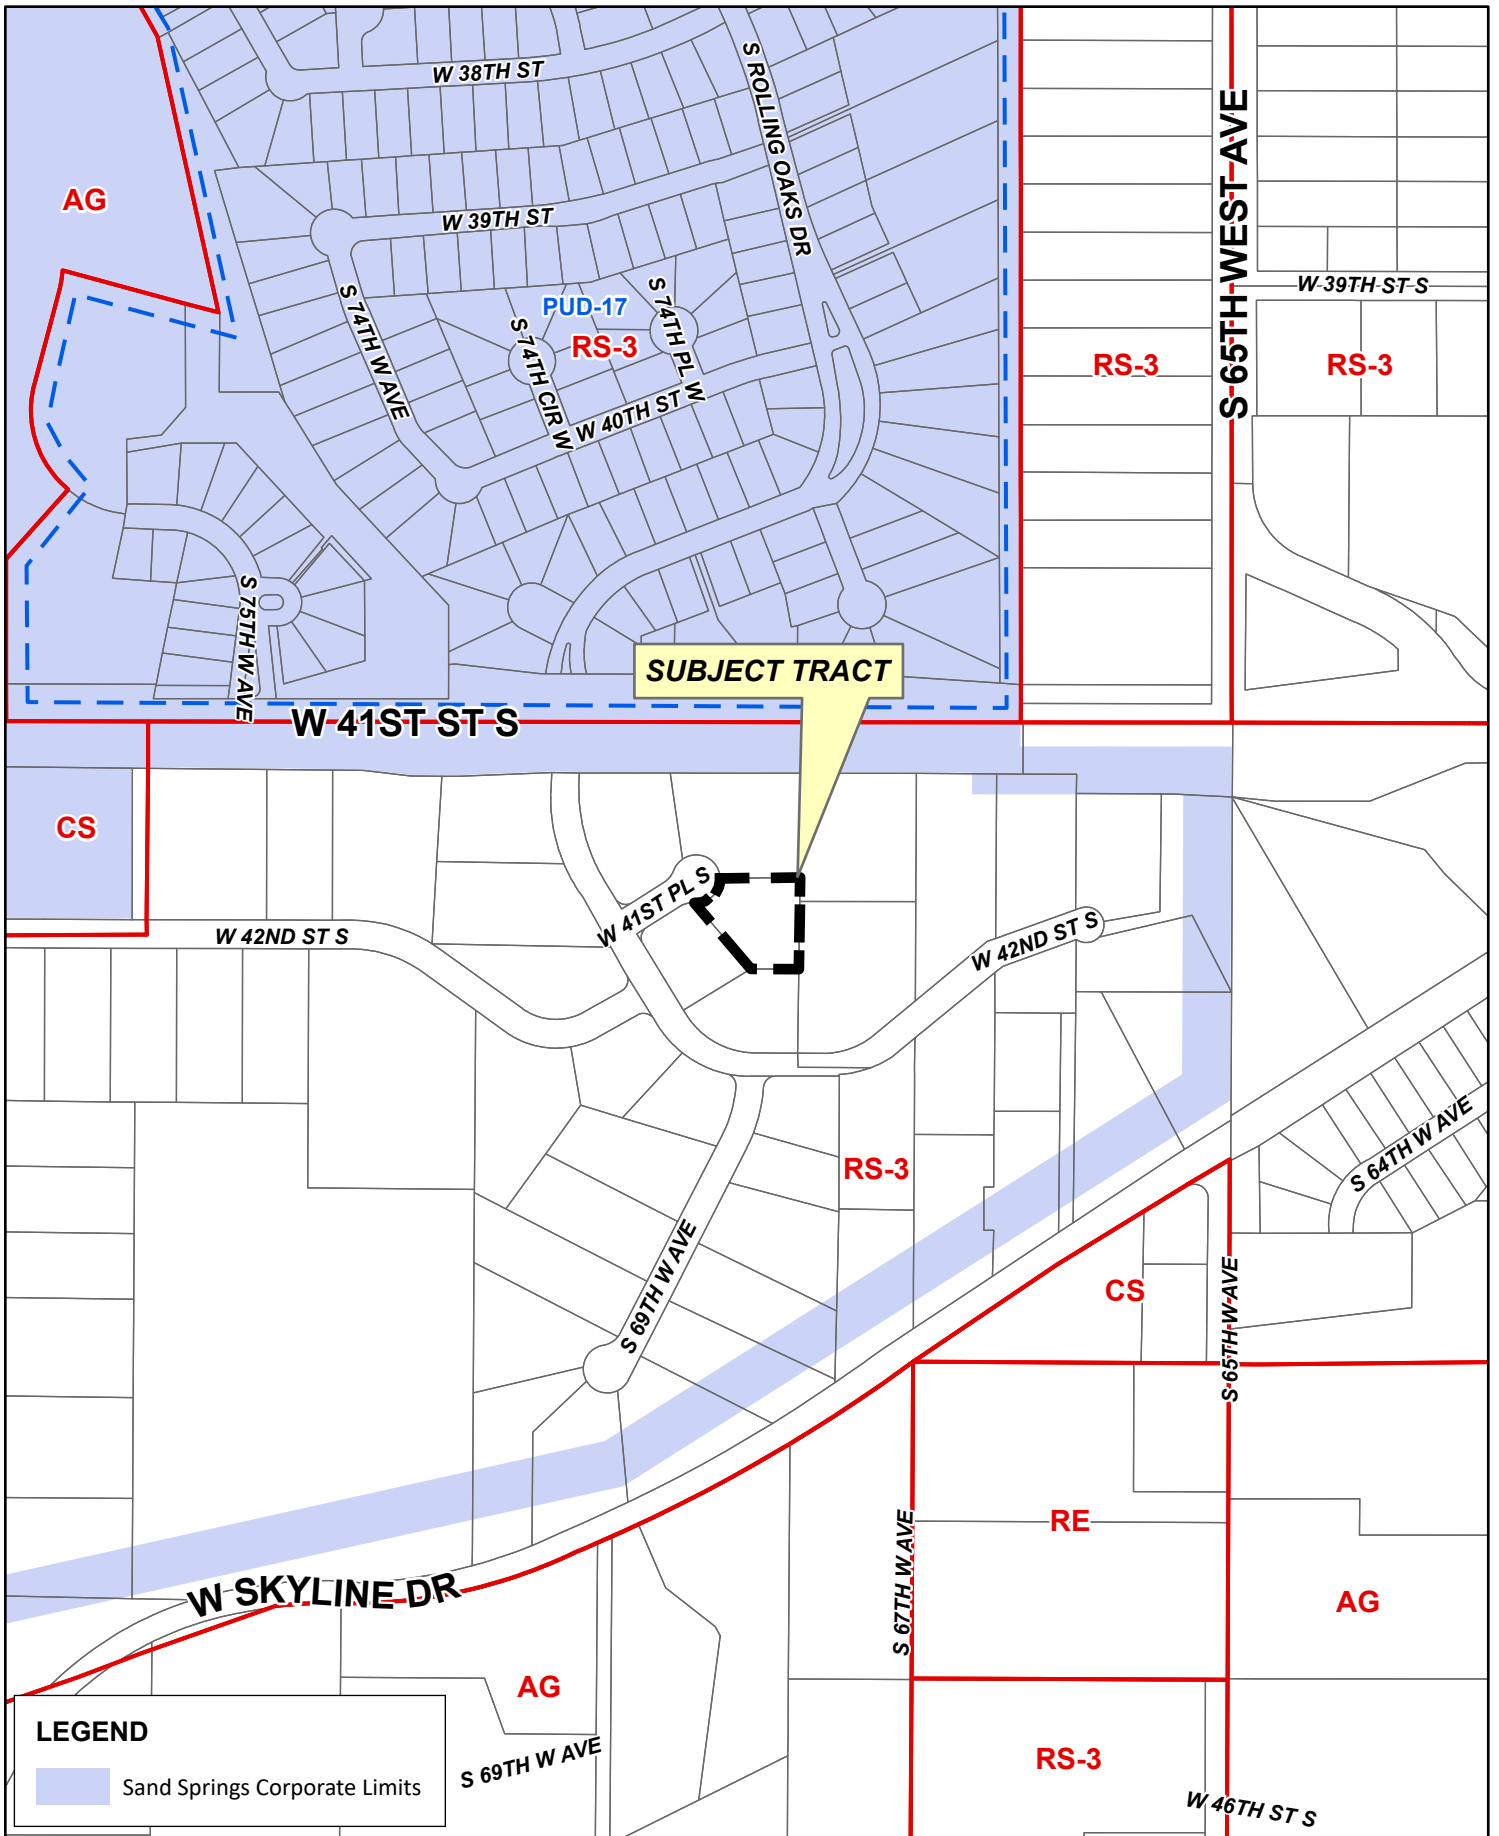 W 38TH ST
S ROLLING OAKS DR
S 65TH WEST AVE
AG
W 39TH ST
W 39TH ST S
S 74TH W AVE
PUD-17
S 74TH PL W
S 74TH CIR W
RS-3
RS-3
RS-3
W 40TH ST
S 75TH W AVE
SUBJECT TRACT
W 41ST ST S
CS
W 41ST PL S
W 42ND ST S
W 42ND ST S
S 64TH W AVE
RS-3
S 69TH W AVE
CS
S 65TH W AVE
RE
S 67TH W AVE
W SKYLINE DR
AG
AG
S 69TH W AVE
RS-3
W 46TH ST S
LEGEND
Sand Springs Corporate Limits